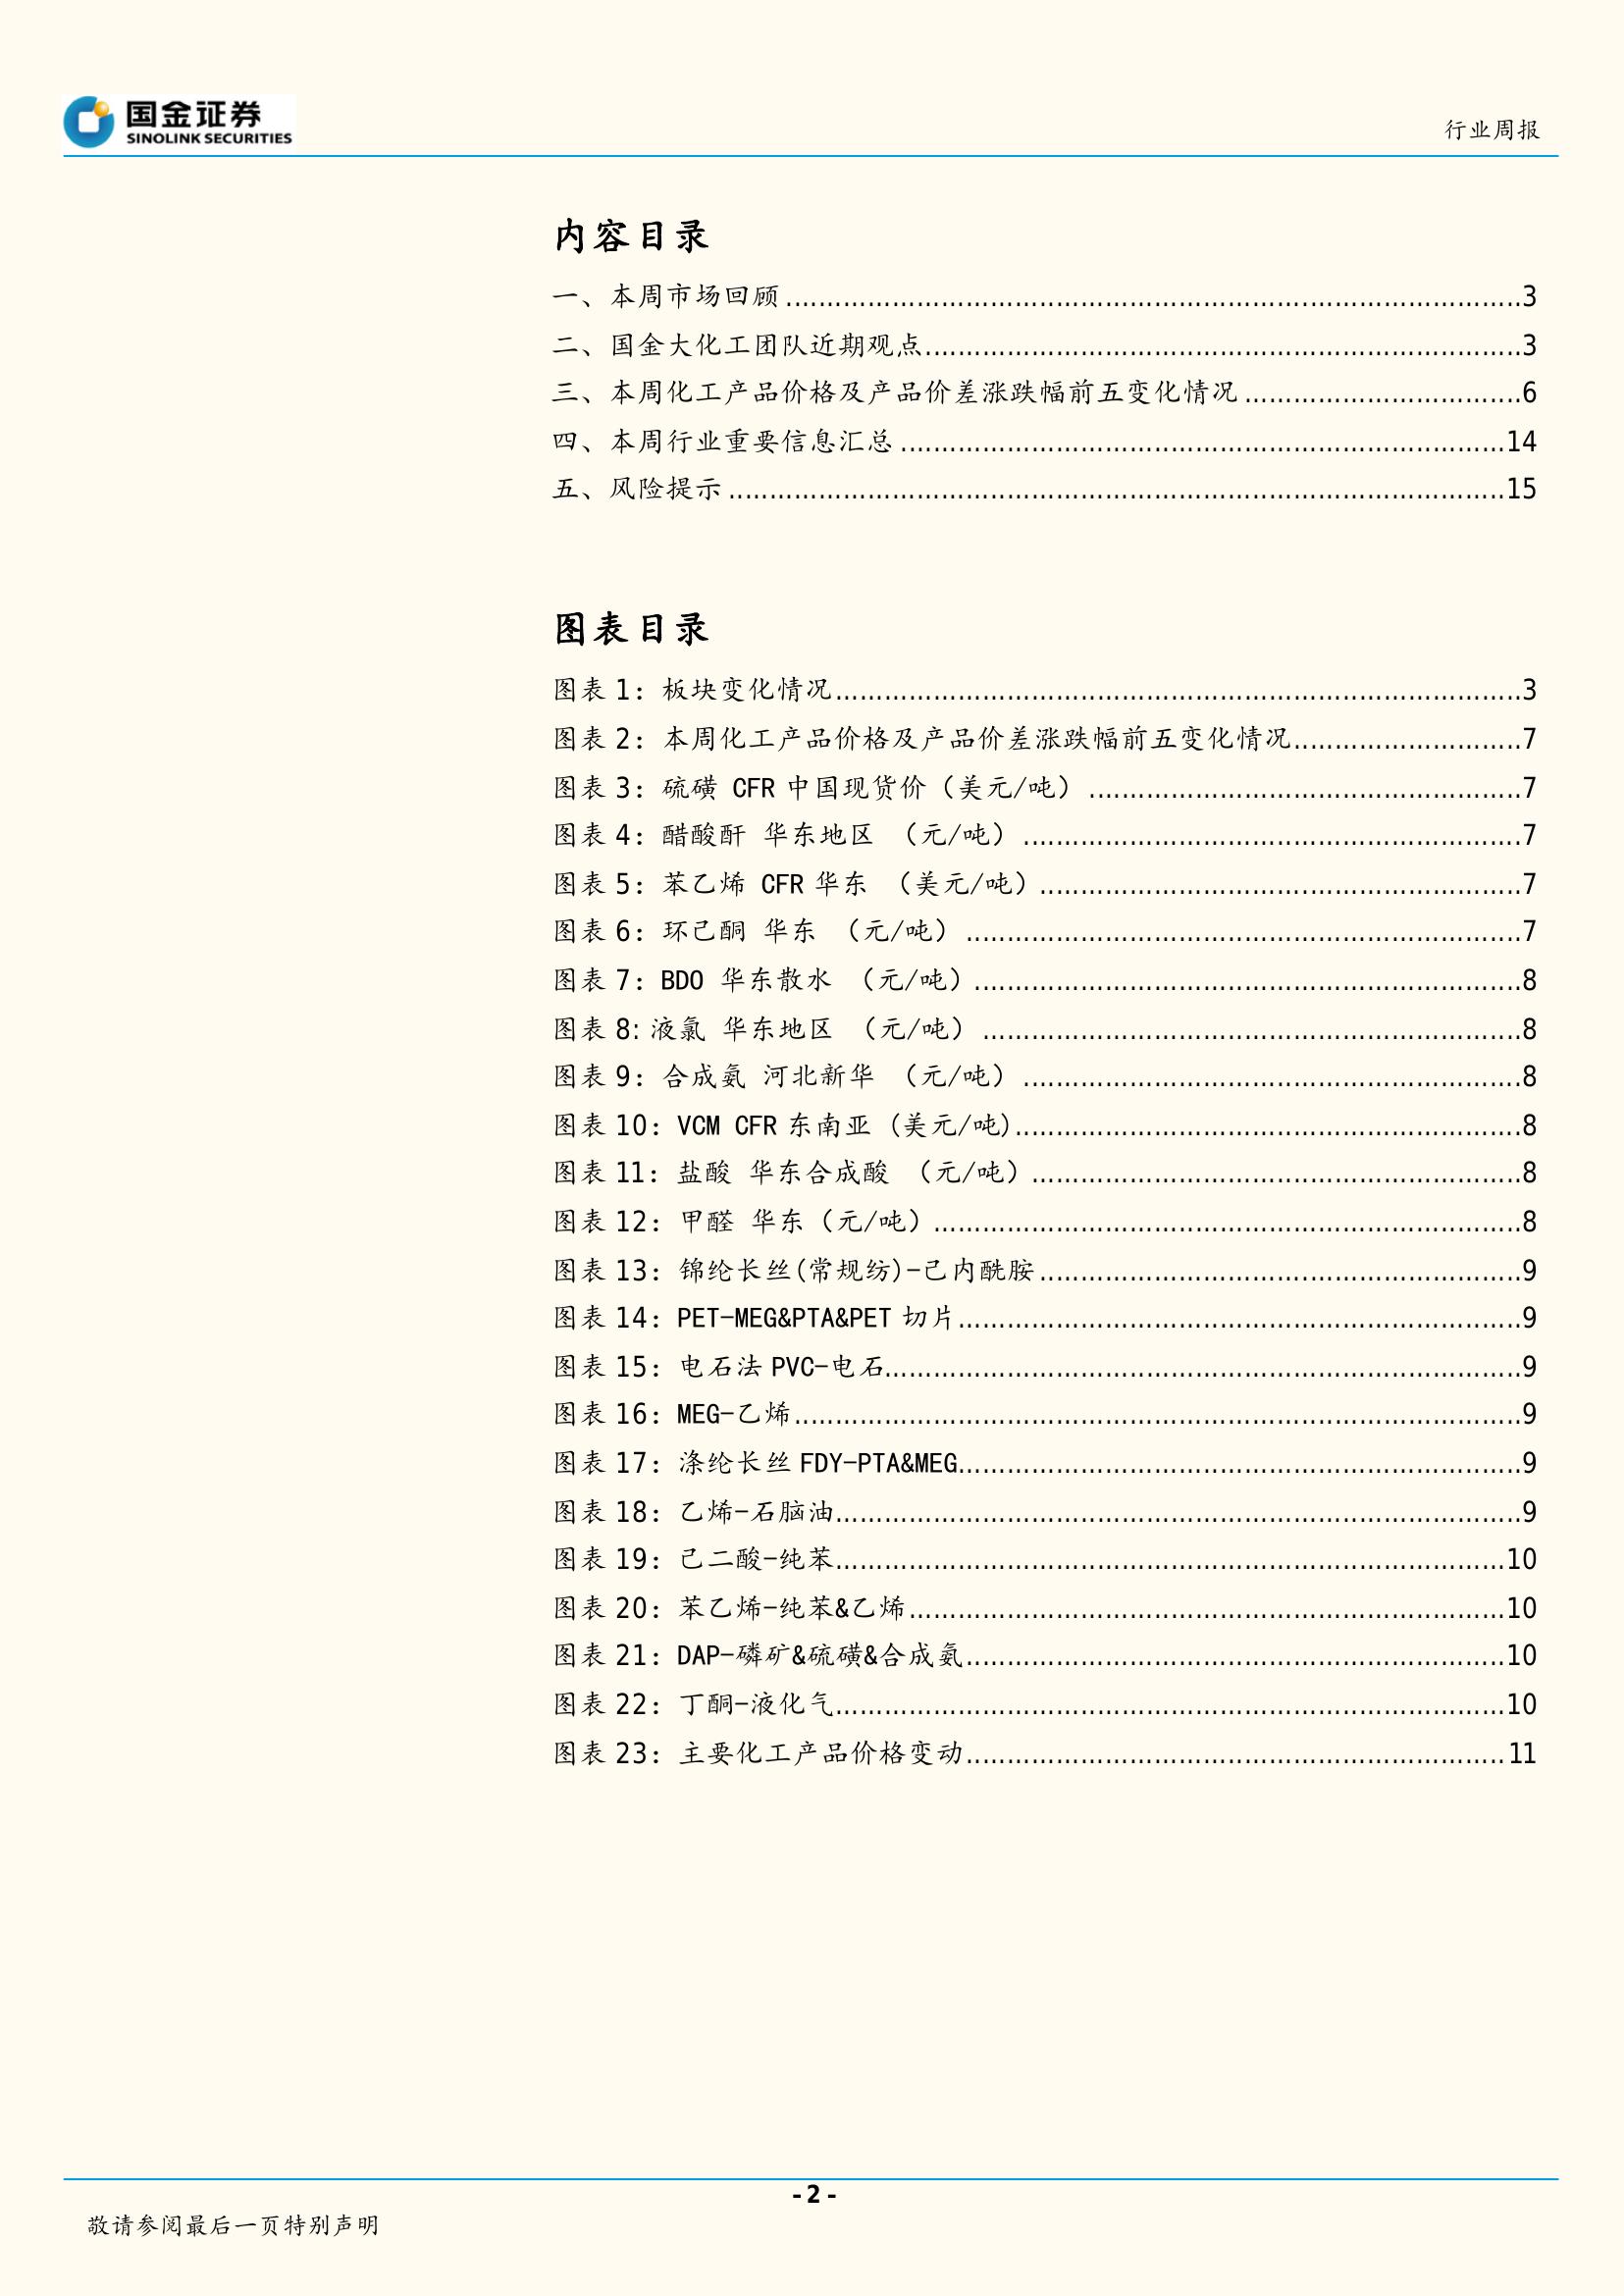 国金证券
SINOLINK SECURITIES
行业周报
内容目录
一、本周市场回顾........................................3
二、国金大化工团队近期观点........................................3
三、本周化工产品价格及产品价差涨跌幅前五变化情况........................................6
四、本周行业重要信息汇总........................................14
五、风险提示........................................15
图表目录
图表 1：板块变化情况........................................3
图表 2：本周化工产品价格及产品价差涨跌幅前五变化情况........................................7
图表 3：硫磺 CFR 中国现货价（美元/吨）........................................7
图表 4：醋酸酐 华东地区 （元/吨）........................................7
图表 5：苯乙烯 CFR 华东 （美元/吨）........................................7
图表 6：环己酮 华东 （元/吨）........................................7
图表 7：BDO 华东散水 （元/吨）........................................8
图表 8: 液氯 华东地区 （元/吨）........................................8
图表 9：合成氨 河北新华 （元/吨）........................................8
图表 10：VCM CFR 东南亚 (美元/吨)........................................8
图表 11：盐酸 华东合成酸 （元/吨）........................................8
图表 12：甲醛 华东（元/吨）........................................8
图表 13：锦纶长丝(常规纺)-己内酰胺........................................9
图表 14：PET-MEG&PTA&PET 切片........................................9
图表 15：电石法 PVC-电石........................................9
图表 16：MEG-乙烯........................................9
图表 17：涤纶长丝 FDY-PTA&MEG........................................9
图表 18：乙烯-石脑油........................................9
图表 19：己二酸-纯苯........................................10
图表 20：苯乙烯-纯苯&乙烯........................................10
图表 21：DAP-磷矿&硫磺&合成氨........................................10
图表 22：丁酮-液化气........................................10
图表 23：主要化工产品价格变动........................................11
- 2 -
敬请参阅最后一页特别声明